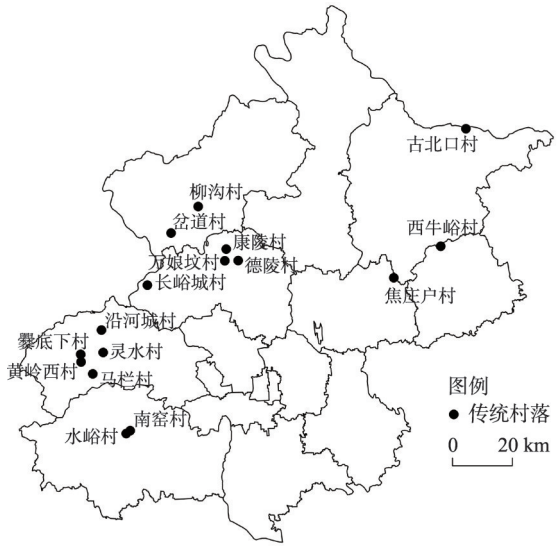 古北口村
柳沟村
岔道村
西牛峪村
康陵村
万娘坟村
德陵村
长峪城村
焦庄户村
沿河城村
爨底下村
灵水村
黄岭西村
马栏村
南窑村
水峪村
图例
传统村落
0 20 km